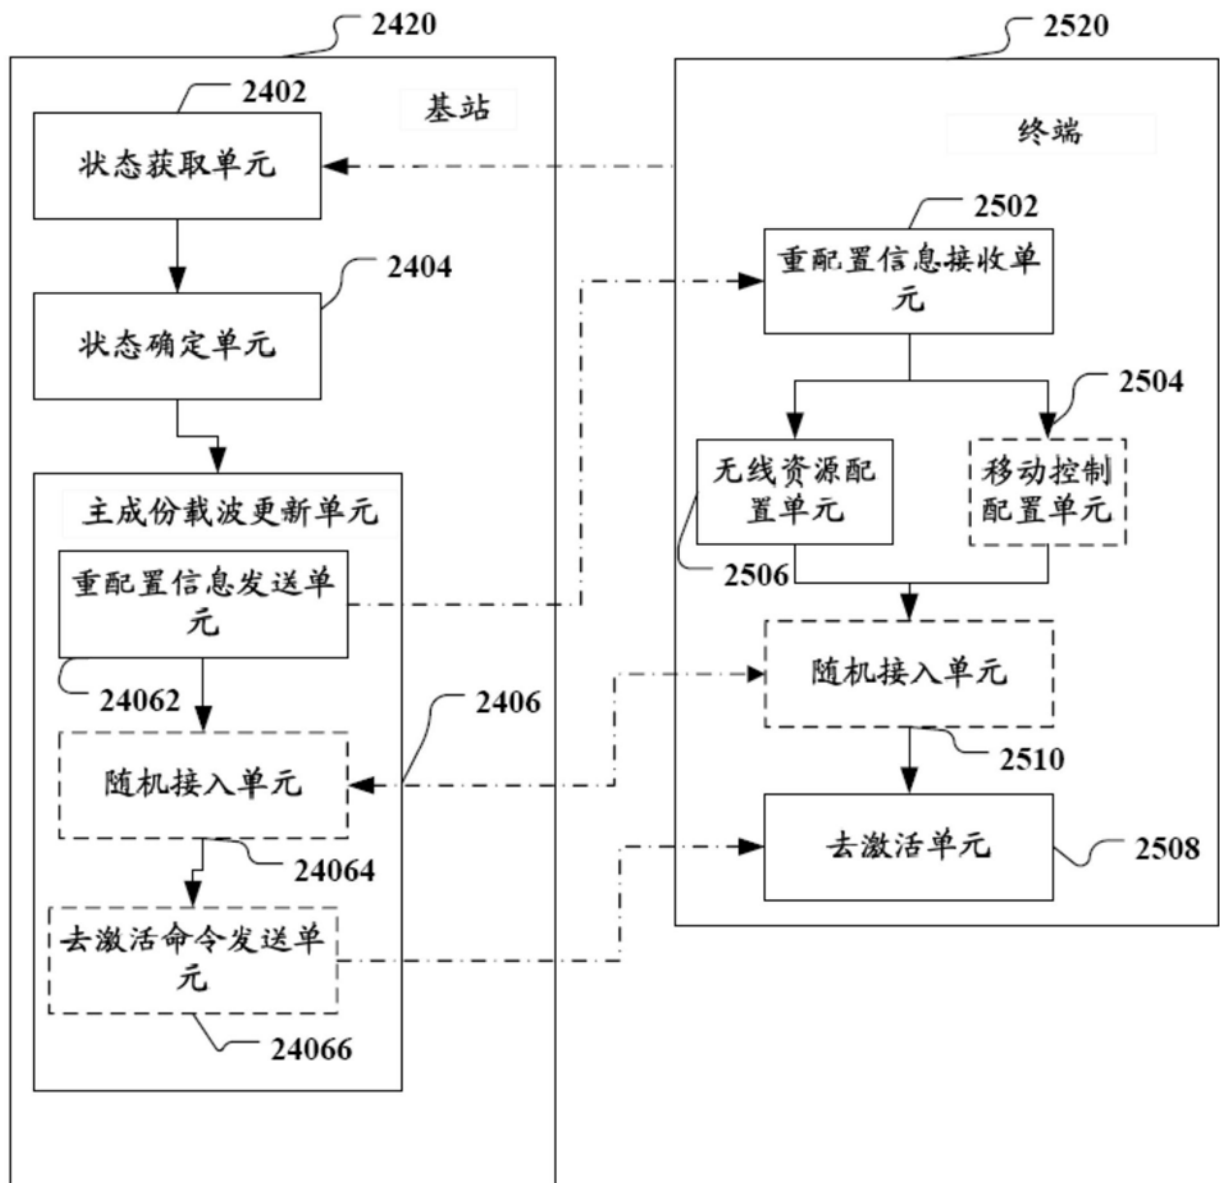 2420
2402
基站
状态获取单元
2404
状态确定单元
主成份载波更新单元
重配置信息发送单
元
24062
2406
随机接入单元
24064
去激活命令发送单
元
24066
2520
终端
2502
重配置信息接收单
元
2504
无线资源配
置单元
移动控制
配置单元
2506
随机接入单元
2510
去激活单元
2508